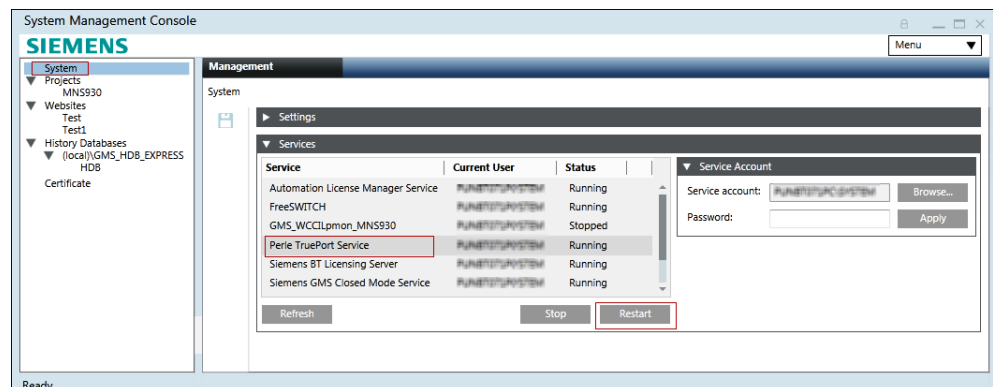 System Management Console
SIEMENS
Menu
System
Projects
MNS930
Websites
Test
Test1
History Databases
(local)\GMS_HDB_EXPRESS
HDB
Certificate
Management
System
Settings
Services
Service Current User Status
Automation License Manager Service Running
FreeSWITCH Running
GMS_WCCILpmon_MNS930 Stopped
Perle TruePort Service Running
Siemens BT Licensing Server Running
Siemens GMS Closed Mode Service Running
Refresh Stop Restart
Service Account
Service account: Browse...
Password: Apply
Ready